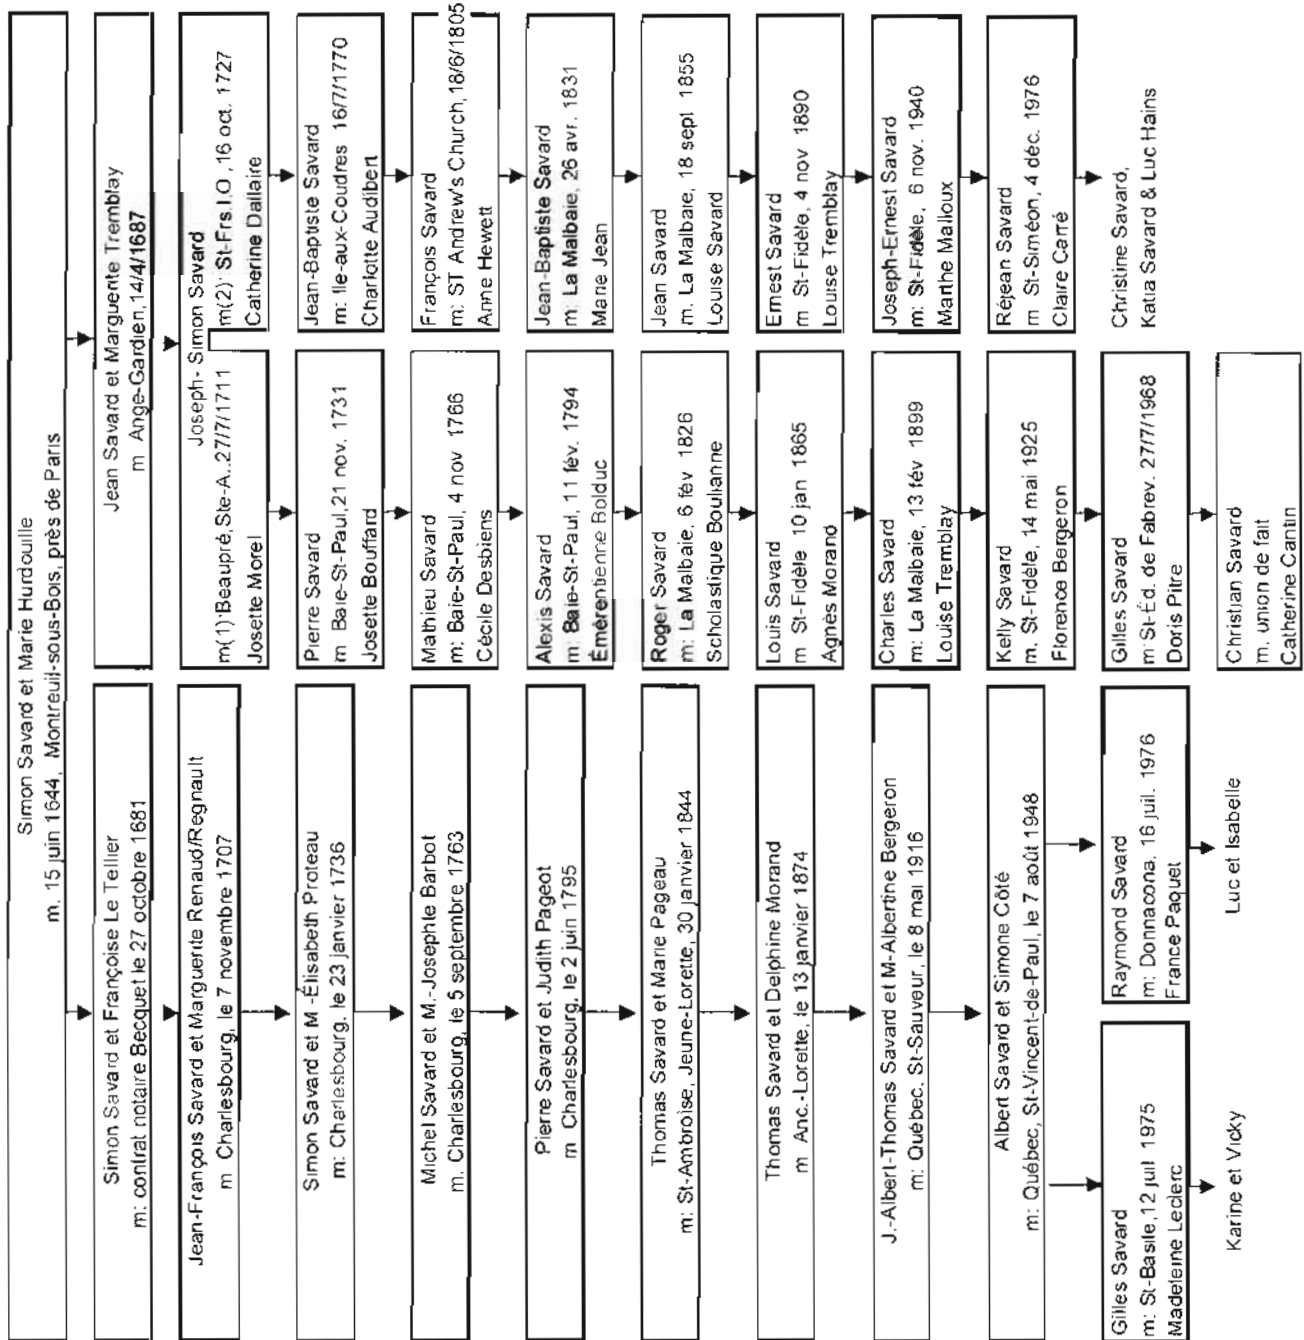 Simon Savard et Marie Hurdouille
m. 15 juin 1644, Montreuil-sous-Bois, près de Paris
Simon Savard et Françoise Le Tellier
m: contrat notaire Becquet le 27 octobre 1681
Jean Savard et Marguerite Tremblay
m Ange-Gardien, 14/4/1687
Jean-François Savard et Marguerite Renaud/Regnault
m Charlesbourg, le 7 novembre 1707
Joseph- Simon Savard
m(1):Beaupré, Ste-A..27/7/1711
Josette Morel
m(2): St-Frs.I.O , 16 oct. 1727
Catherine Dallaire
Simon Savard et M -Élisabeth Proteau
m: Charlesbourg, le 23 janvier 1736
Pierre Savard
m Baie-St-Paul, 21 nov. 1731
Josette Bouffard
Jean-Baptiste Savard
m: Ile-aux-Coudres 16/7/1770
Charlotte Audibert
Michel Savard et M.-Josephte Barbot
m. Charlesbourg, le 5 septembre 1763
Mathieu Savard
m: Baie-St-Paul, 4 nov 1766
Cécile Desbiens
François Savard
m: ST Andrew's Church, 18/6/1805
Anne Hewett
Pierre Savard et Judith Pageot
m Charlesbourg, le 2 juin 1795
Alexis Savard
m: Baie-St-Paul, 11 fév. 1794
Émérentienne Bolduc
Jean-Baptiste Savard
m: La Malbaie, 26 avr. 1831
Marie Jean
Thomas Savard et Marie Pageau
m: St-Ambroise, Jeune-Lorette, 30 janvier 1844
Roger Savard
m: La Malbaie, 6 fév 1826
Scholastique Boulianne
Jean Savard
m. La Malbaie, 18 sept 1855
Louise Savard
Thomas Savard et Delphine Morand
m Anc.-Lorette, le 13 janvier 1874
Louis Savard
m St-Fidèle 10 jan 1865
Agnès Morand
Ernest Savard
m St-Fidèle, 4 nov 1890
Louise Tremblay
J.-Albert-Thomas Savard et M-Albertine Bergeron
m: Québec, St-Sauveur, le 8 mai 1916
Charles Savard
m: La Malbaie, 13 fév 1899
Louise Tremblay
Joseph-Ernest Savard
m: St-Fidèle, 6 nov. 1940
Marthe Malloux
Albert Savard et Simone Côté
m: Québec, St-Vincent-de-Paul, le 7 août 1948
Kelly Savard
m. St-Fidèle, 14 mai 1925
Florence Bergeron
Réjean Savard
m St-Siméon, 4 déc. 1976
Claire Carré
Gilles Savard
m: St-Basile, 12 juil 1975
Madeleine Leclerc
Raymond Savard
m: Donnacona, 16 juil. 1976
France Paquet
Gilles Savard
m: St-Éd. de Fabrev. 27/7/1968
Doris Pitre
Christine Savard,
Katia Savard & Luc Hains
Karine et Vicky
Luc et Isabelle
Christian Savard
m. union de fait
Catherine Cantin